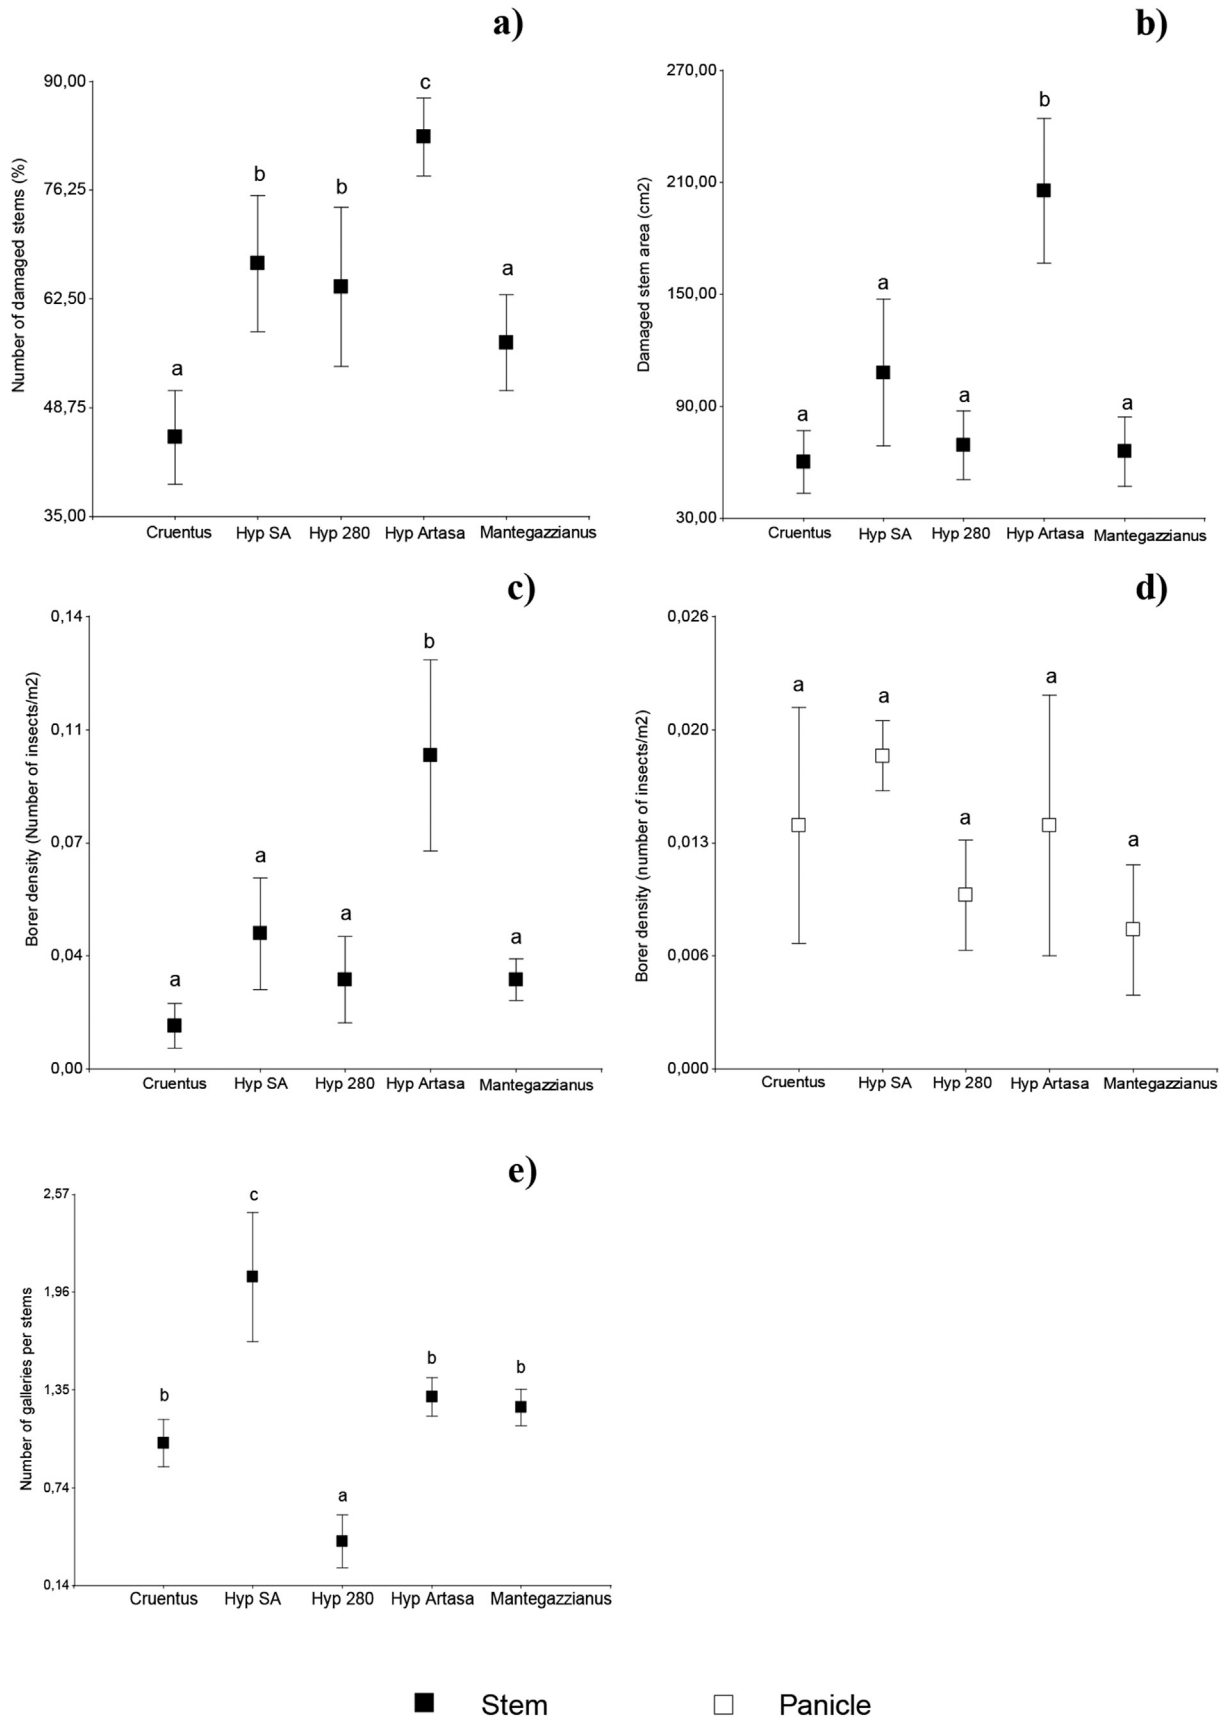 a)
90,00
76,25
62,50
48,75
35,00
Number of damaged stems (%)
a
b
b
c
a
Cruentus Hyp SA Hyp 280 Hyp Artasa Mantegazzianus
b)
270,00
210,00
150,00
90,00
30,00
Damaged stem area (cm2)
a
a
a
b
a
Cruentus Hyp SA Hyp 280 Hyp Artasa Mantegazzianus
c)
0,14
0,11
0,07
0,04
0,00
Borer density (Number of insects/m2)
a
a
a
b
a
Cruentus Hyp SA Hyp 280 Hyp Artasa Mantegazzianus
d)
0,026
0,020
0,013
0,006
0,000
Borer density (number of insects/m2)
a
a
a
a
a
Cruentus Hyp SA Hyp 280 Hyp Artasa Mantegazzianus
e)
2,57
1,96
1,35
0,74
0,14
Number of galleries per stems
b
c
a
b
b
Cruentus Hyp SA Hyp 280 Hyp Artasa Mantegazzianus
Stem Panicle